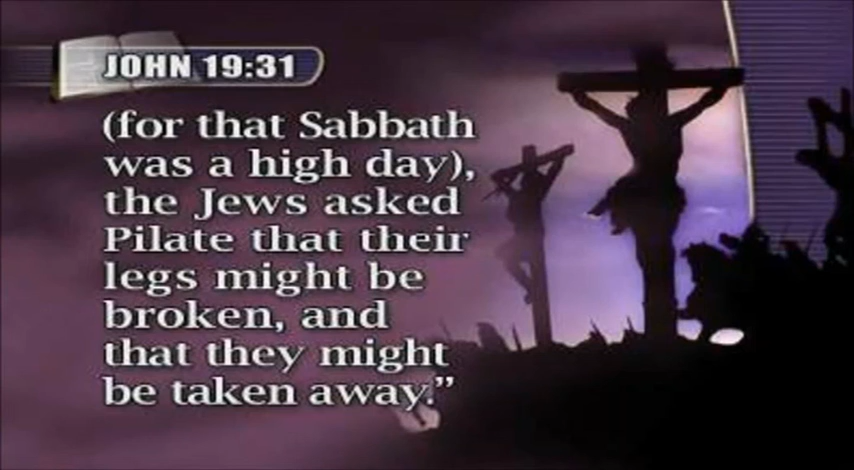 JOHN 19:31
(for that Sabbath
was a high day),
the Jews asked
Pilate that their
legs might be
broken, and
that they might
be taken away.”